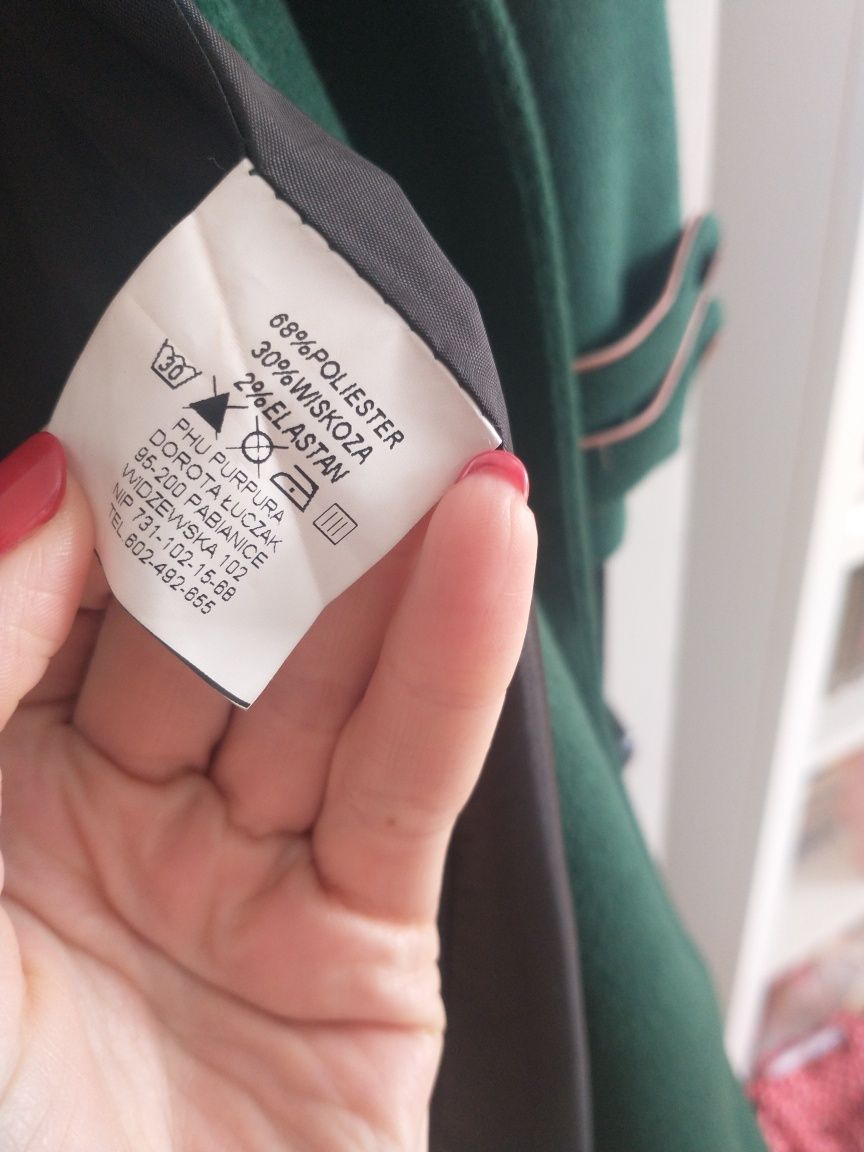 68%POLIESTER
30%WISKOZA
2%ELASTAN
30
PHU PURPURA
DOROTA ŁUCZAK
95-200 PABIANICE
WIDZEWSKA 102
NIP 731-102-15-68
TEL.602-492-655